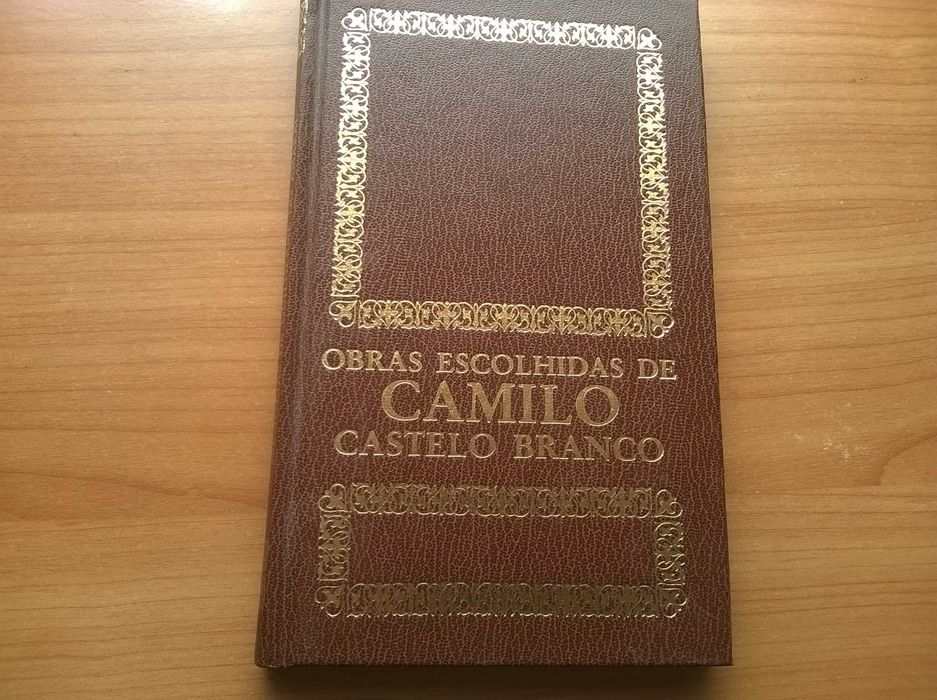 OBRAS ESCOLHIDAS DE
CAMILO
CASTELO BRANCO